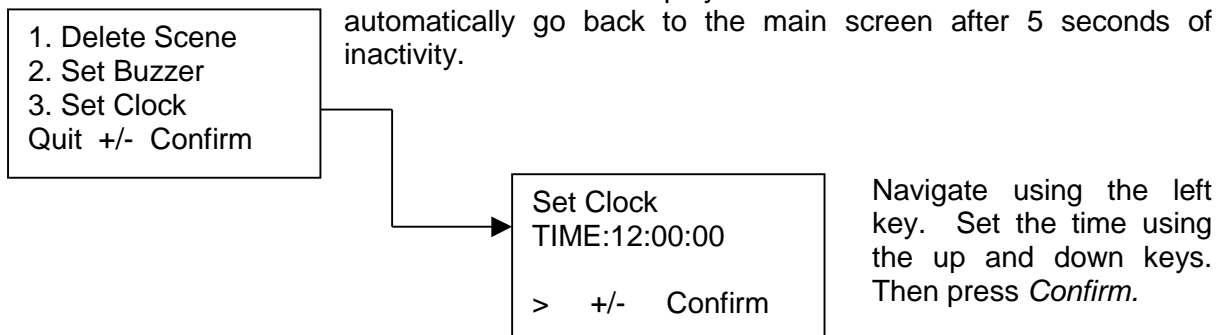 automatically go back to the main screen after 5 seconds of
inactivity.
1. Delete Scene
2. Set Buzzer
3. Set Clock
Quit +/- Confirm
Set Clock
TIME:12:00:00
> +/- Confirm
Navigate using the left
key. Set the time using
the up and down keys.
Then press Confirm.